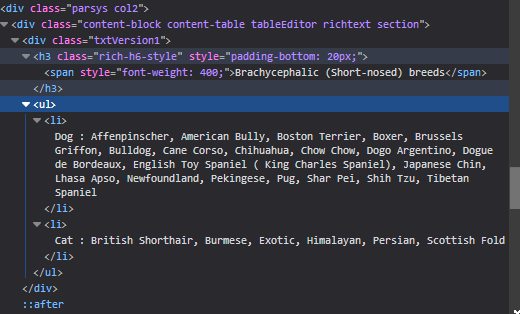 <div class="parsys col2">
<div class="content-block content-table tableEditor richtext section">
<div class="txtVersion1">
<h3 class="rich-h6-style" style="padding-bottom: 20px;">
<span style="font-weight: 400;">Brachycephalic (Short-nosed) breeds</span>
</h3>
<ul>
<li>
Dog : Affenpinscher, American Bully, Boston Terrier, Boxer, Brussels
Griffon, Bulldog, Cane Corso, Chihuahua, Chow Chow, Dogo Argentino, Dogue
de Bordeaux, English Toy Spaniel ( King Charles Spaniel), Japanese Chin,
Lhasa Apso, Newfoundland, Pekingese, Pug, Shar Pei, Shih Tzu, Tibetan
Spaniel
</li>
<li>
Cat : British Shorthair, Burmese, Exotic, Himalayan, Persian, Scottish Fold
</li>
</ul>
</div>
::after